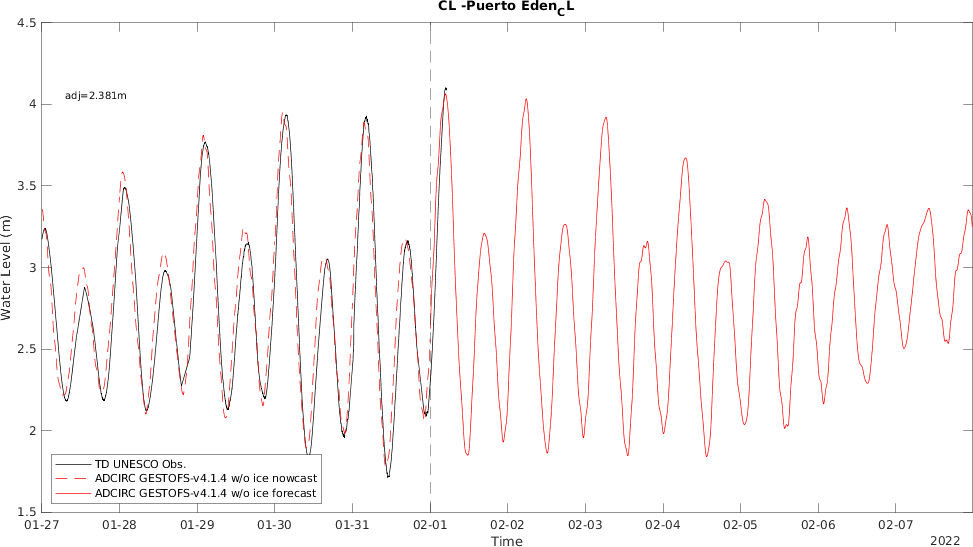 CL -Puerto Eden_CL
4.5
adj=2.381m
4
3.5
3
2.5
2
1.5
Water Level (m)
TD UNESCO Obs.
ADCIRC GESTOFS-v4.1.4 w/o ice nowcast
ADCIRC GESTOFS-v4.1.4 w/o ice forecast
01-27 01-28 01-29 01-30 01-31 02-01 02-02 02-03 02-04 02-05 02-06 02-07
Time
2022